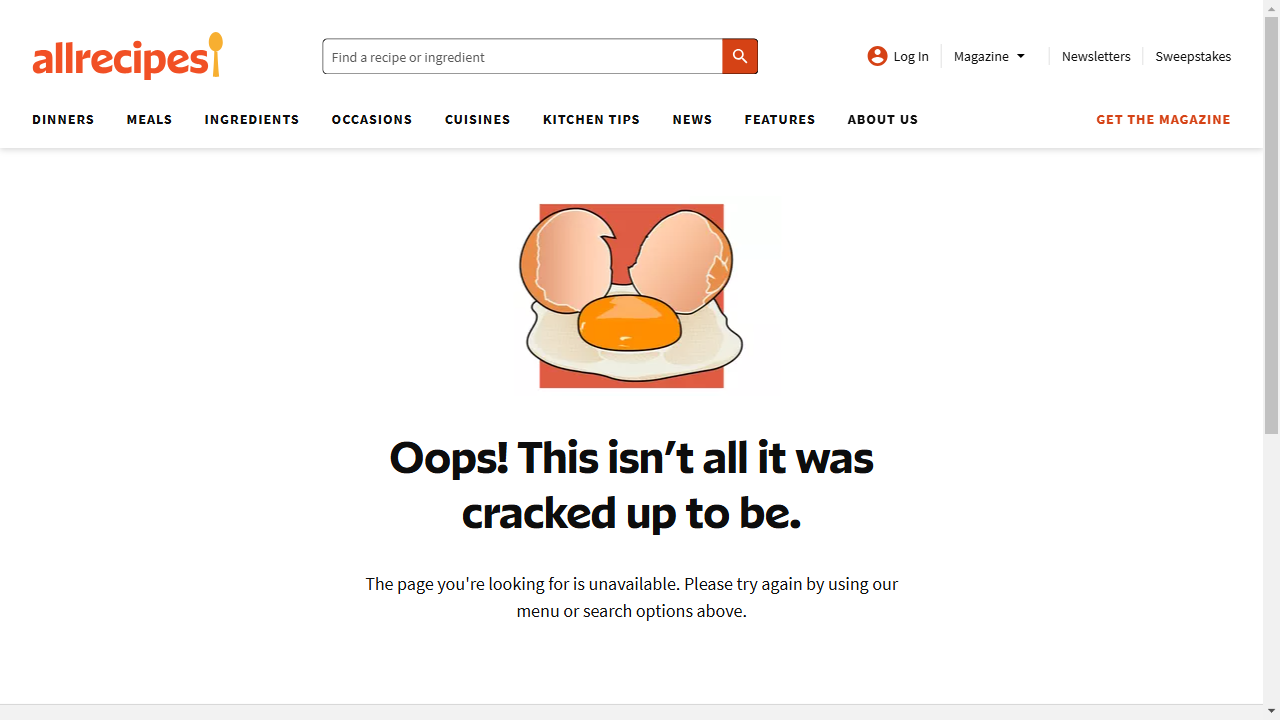 allrecipes
Find a recipe or ingredient
Log In
Magazine
Newsletters
Sweepstakes
DINNERS
MEALS
INGREDIENTS
OCCASIONS
CUISINES
KITCHEN TIPS
NEWS
FEATURES
ABOUT US
GET THE MAGAZINE
Oops! This isn’t all it was
cracked up to be.
The page you're looking for is unavailable. Please try again by using our
menu or search options above.